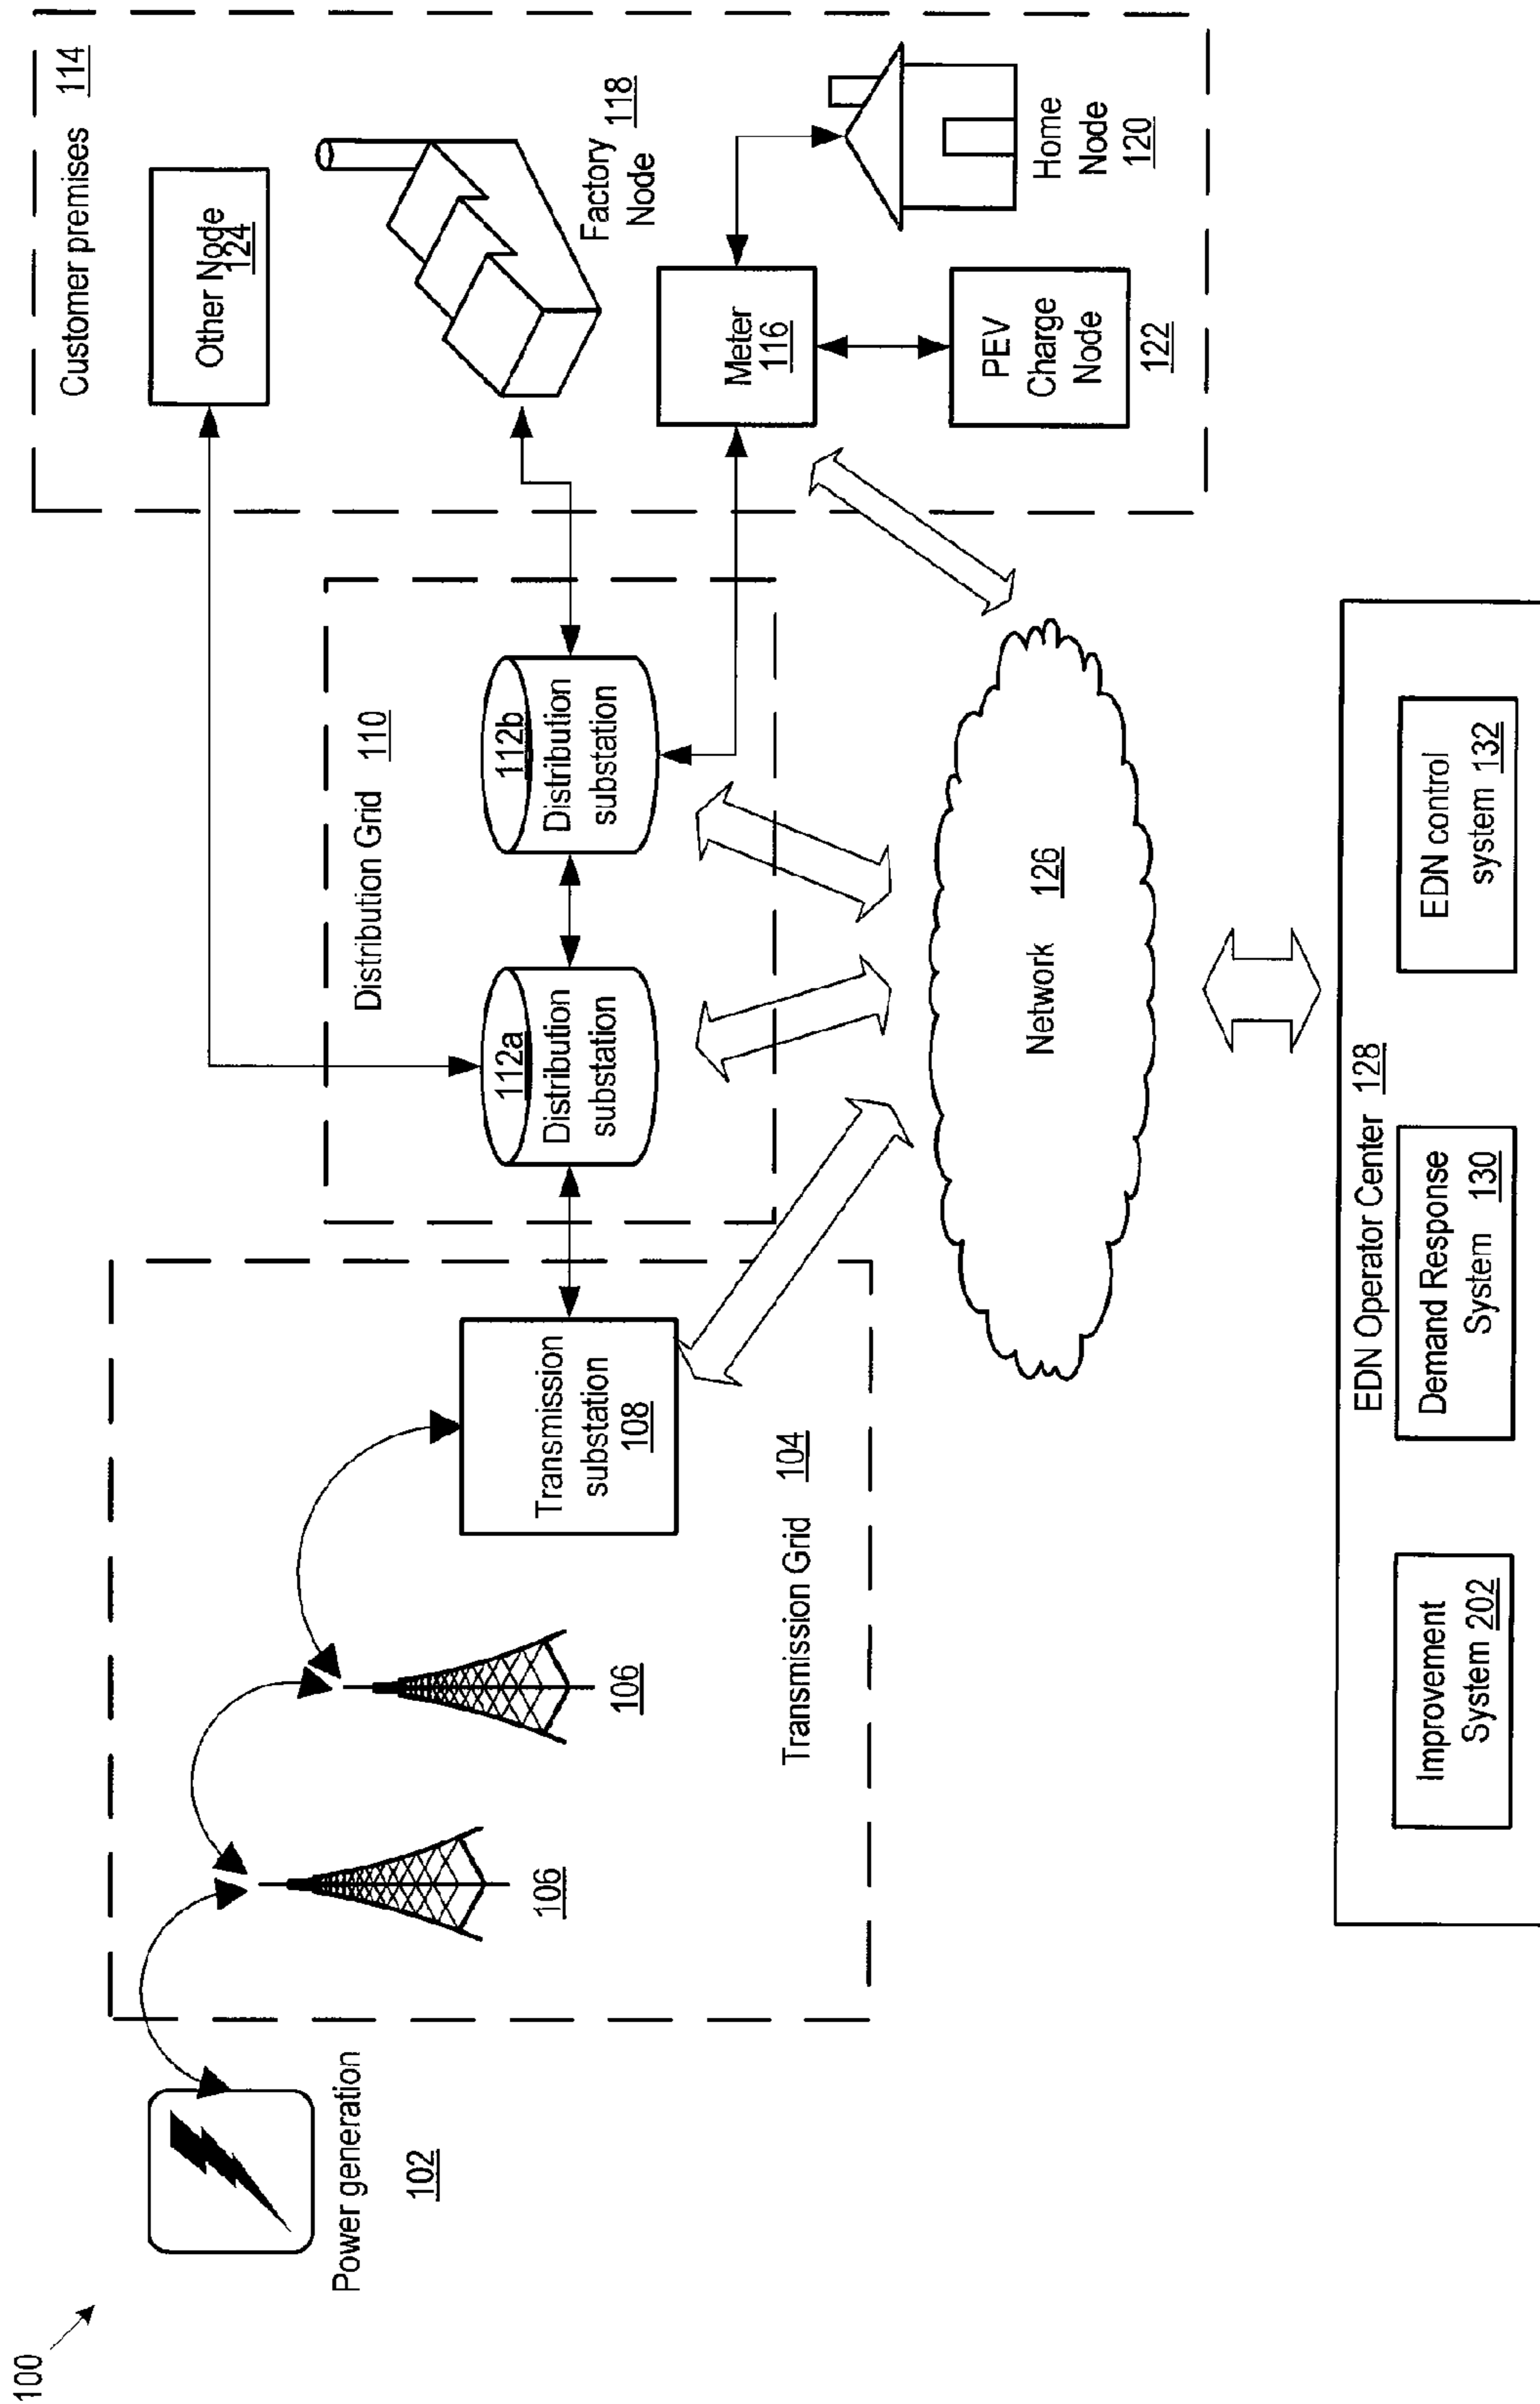 100
Power generation
102
106
106
Transmission Grid 104
Transmission
substation
108
Distribution Grid 110
112a
Distribution
substation
112b
Distribution
substation
Customer premises 114
Other Node
124
Factory
Node 118
Meter
116
PEV
Charge
Node
122
Home
Node
120
Network 126
EDN Operator Center 128
Improvement
System 202
Demand Response
System 130
EDN control
system 132